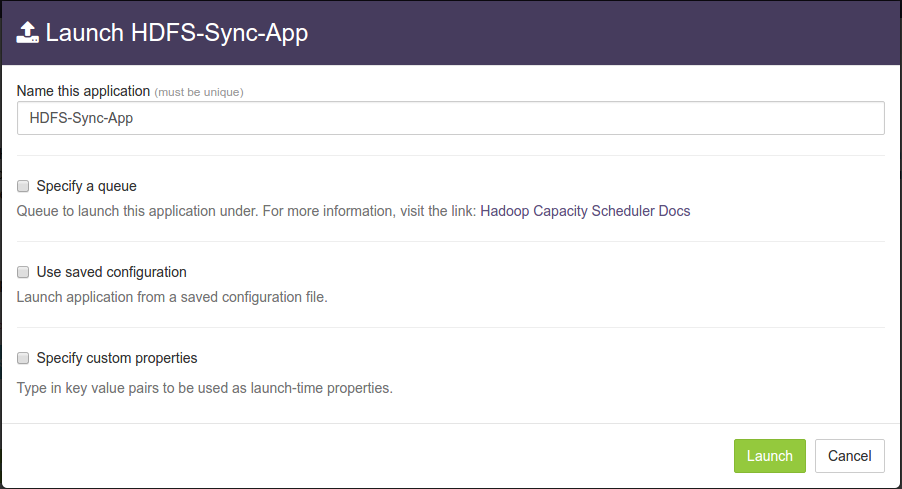 Launch HDFS-Sync-App
Name this application (must be unique)
HDFS-Sync-App
Specify a queue
Queue to launch this application under. For more information, visit the link: Hadoop Capacity Scheduler Docs
Use saved configuration
Launch application from a saved configuration file.
Specify custom properties
Type in key value pairs to be used as launch-time properties.
Launch Cancel